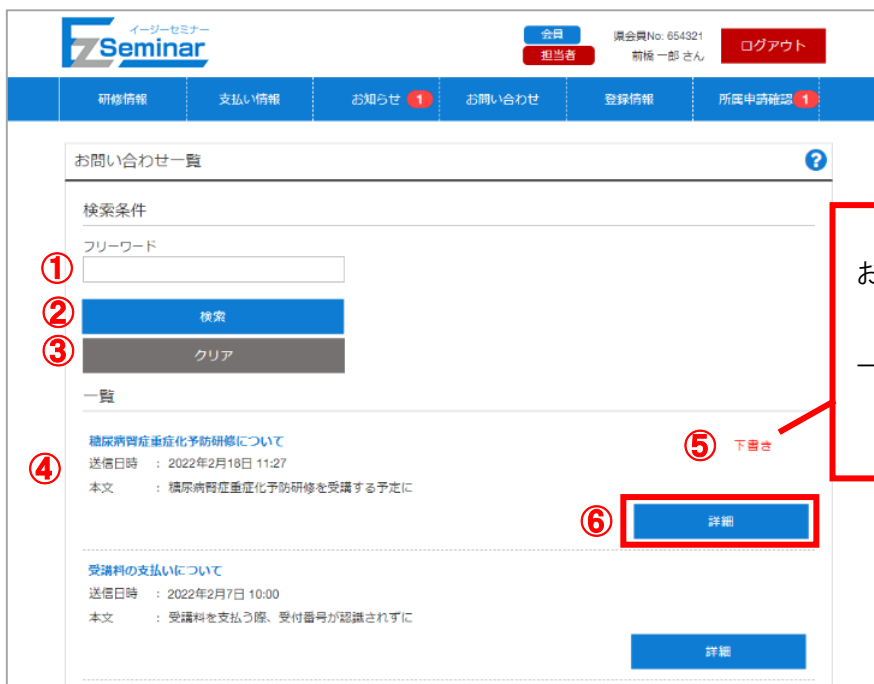 イージーセミナー
EZ Seminar
会員
担当者
県会員No: 654321
前橋 一郎 さん
ログアウト
研修情報 支払い情報 お知らせ 1 お問い合わせ 登録情報 所属申請確認 1
お問い合わせ一覧 ?
検索条件
フリーワード
①
② 検索
③ クリア
お
一
一覧
糖尿病腎症重症化予防研修について
⑤ 下書き
④ 送信日時 : 2022年2月18日 11:27
本文 : 糖尿病腎症重症化予防研修を受講する予定に
⑥ 詳細
受講料の支払いについて
送信日時 : 2022年2月7日 10:00
本文 : 受講料を支払う際、受付番号が認識されずに
詳細